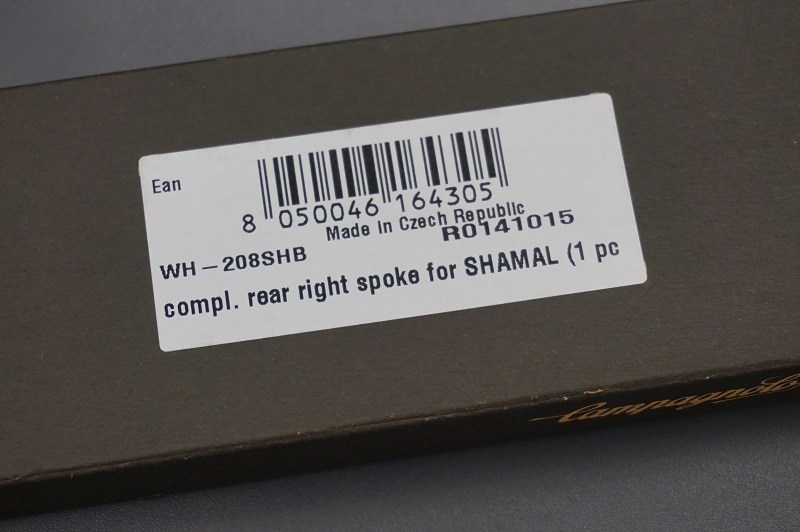 Ean
8 050046 164305
Made in Czech Republic
R0141015
WH-208SHB
compl. rear right spoke for SHAMAL (1 pc
Campagnolo